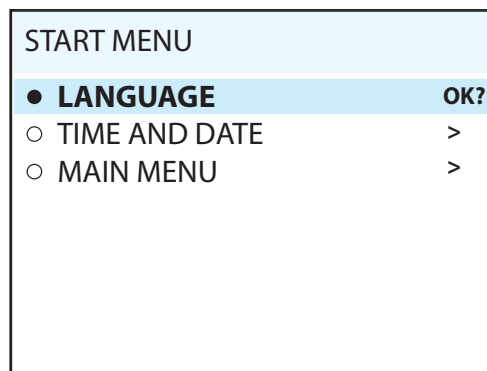 START MENU
● LANGUAGE OK?
○ TIME AND DATE >
○ MAIN MENU >